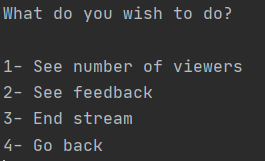 What do you wish to do?
1- See number of viewers
2- See feedback
3- End stream
4- Go back